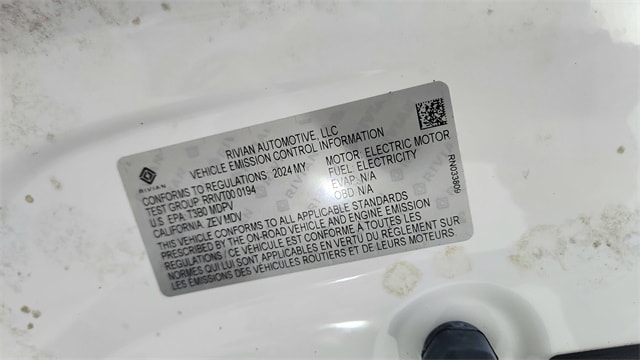 RIVIAN
RIVIAN AUTOMOTIVE, LLC
VEHICLE EMISSION CONTROL INFORMATION
CONFORMS TO REGULATIONS: 2024 MY
MOTOR: ELECTRIC MOTOR
TEST GROUP: RRIVT00.0194
FUEL: ELECTRICITY
U.S. EPA: T3B0 MDPV
EVAP: N/A
CALIFORNIA: ZEV MDV
OBD: N/A
THIS VEHICLE CONFORMS TO ALL APPLICABLE STANDARDS
PRESCRIBED BY THE ON-ROAD VEHICLE AND ENGINE EMISSION
REGULATIONS / CE VÉHICULE EST CONFORME À TOUTES LES
NORMES QUI LUI SONT APPLICABLES EN VERTU DU RÈGLEMENT SUR
LES ÉMISSIONS DES VÉHICULES ROUTIERS ET DE LEURS MOTEURS
RN033809